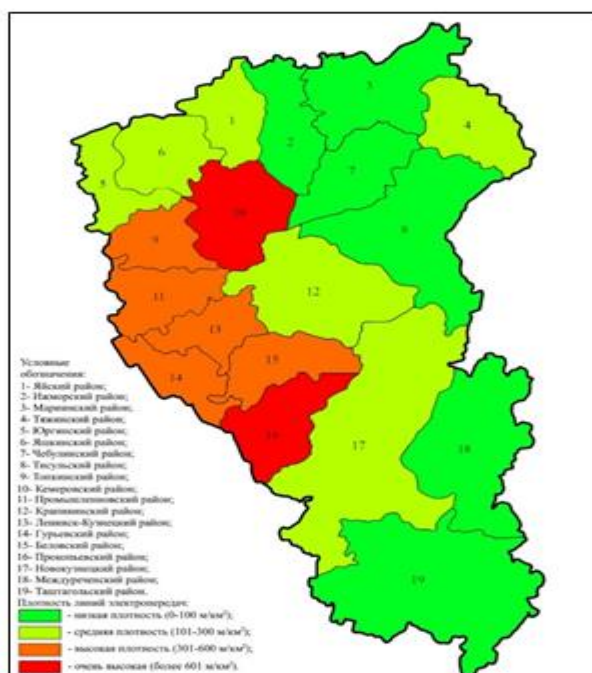 1
2
3
4
5
6
7
8
9
10
11
12
13
14
15
16
17
18
19
Условные
обозначения:
1- Яйский район;
2- Ижморский район;
3- Мариинский район;
4- Тяжинский район;
5- Юргинский район;
6- Яшкинский район;
7- Чебулинский район;
8- Тисульский район;
9- Топкинский район;
10- Кемеровский район;
11- Промышленновский район;
12- Крапивинский район;
13- Ленинск-Кузнецкий район;
14- Гурьевский район;
15- Беловский район;
16- Прокопьевский район;
17- Новокузнецкий район;
18- Междуреченский район;
19- Таштагольский район.
Плотность линий электропередач:
- низкая плотность (0-100 м/км²);
- средняя плотность (101-300 м/км²);
- высокая плотность (301-600 м/км²);
- очень высокая (более 601 м/км²).